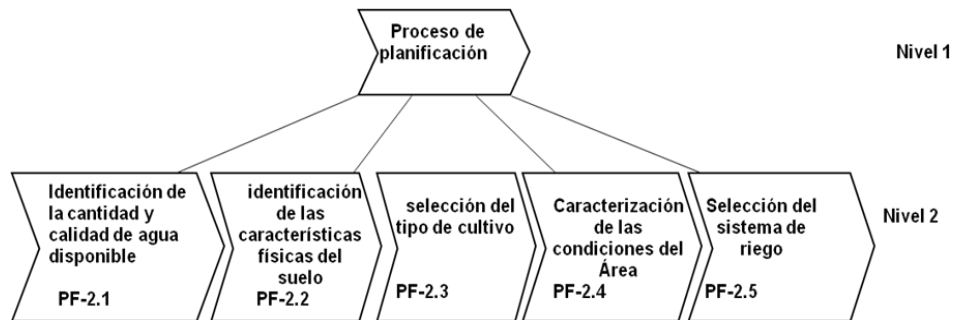 Proceso de
planificación
Nivel 1
Identificación de
la cantidad y
calidad de agua
disponible
PF-2.1
identificación
de las
características
físicas del
suelo
PF-2.2
selección del
tipo de cultivo
PF-2.3
Caracterización
de las
condiciones del
Área
PF-2.4
Selección del
sistema de
riego
PF-2.5
Nivel 2